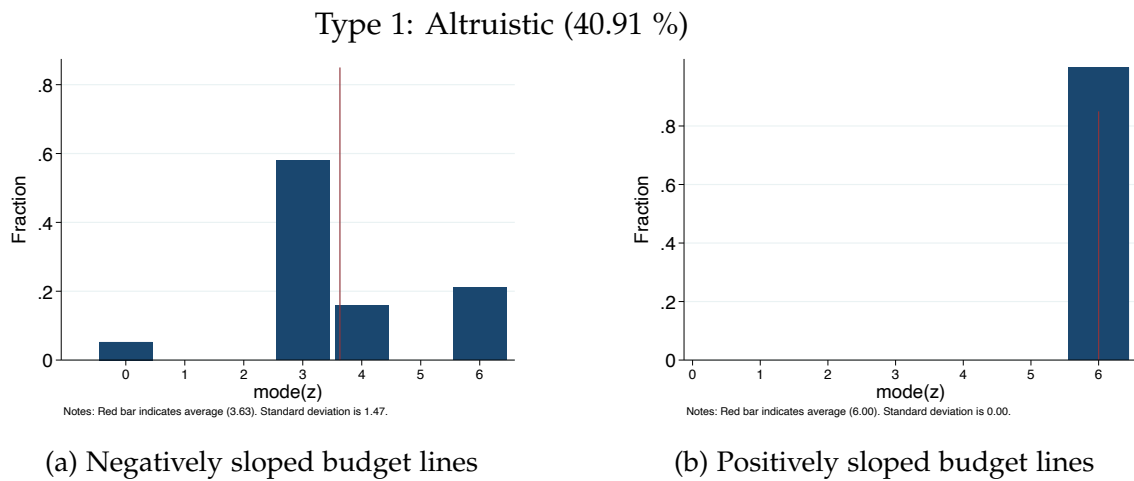 Type 1: Altruistic (40.91 %)
.8
.6
.4
.2
0
Fraction
0 1 2 3 4 5 6
mode(z)
Notes: Red bar indicates average (3.63). Standard deviation is 1.47.
(a) Negatively sloped budget lines
.8
.6
.4
.2
0
Fraction
0 1 2 3 4 5 6
mode(z)
Notes: Red bar indicates average (6.00). Standard deviation is 0.00.
(b) Positively sloped budget lines